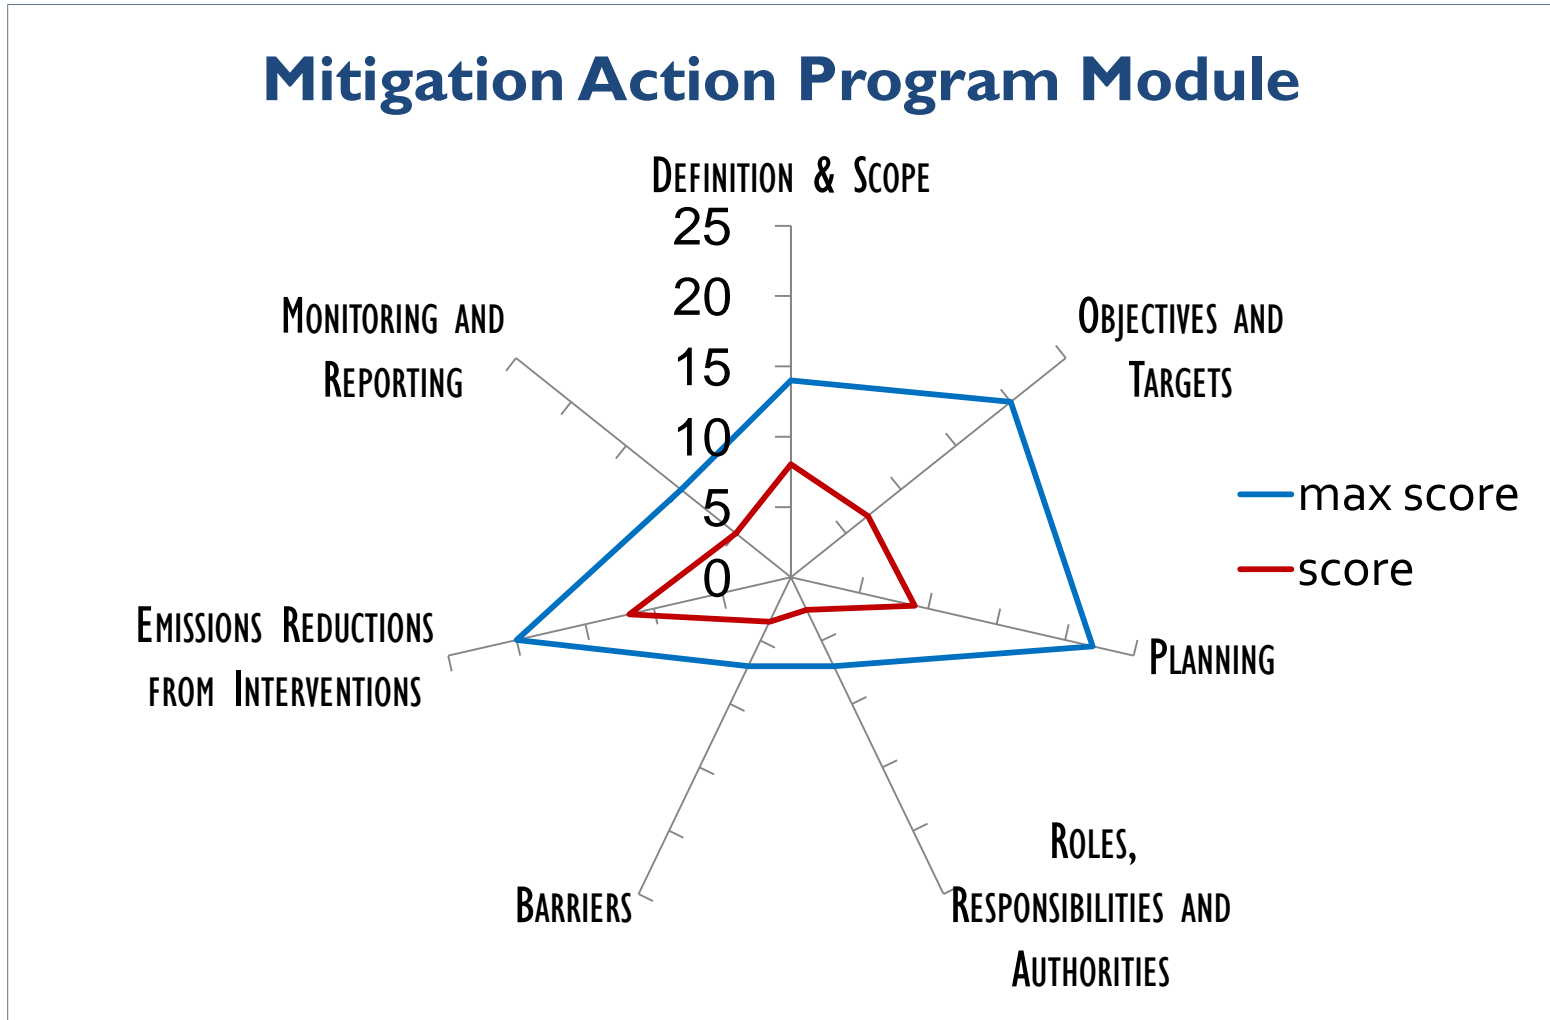 Mitigation Action Program Module
Definition & Scope
25
20
15
10
5
0
Objectives and
Targets
Planning
Roles,
Responsibilities and
Authorities
Barriers
Emissions Reductions
from Interventions
Monitoring and
Reporting
max score
score